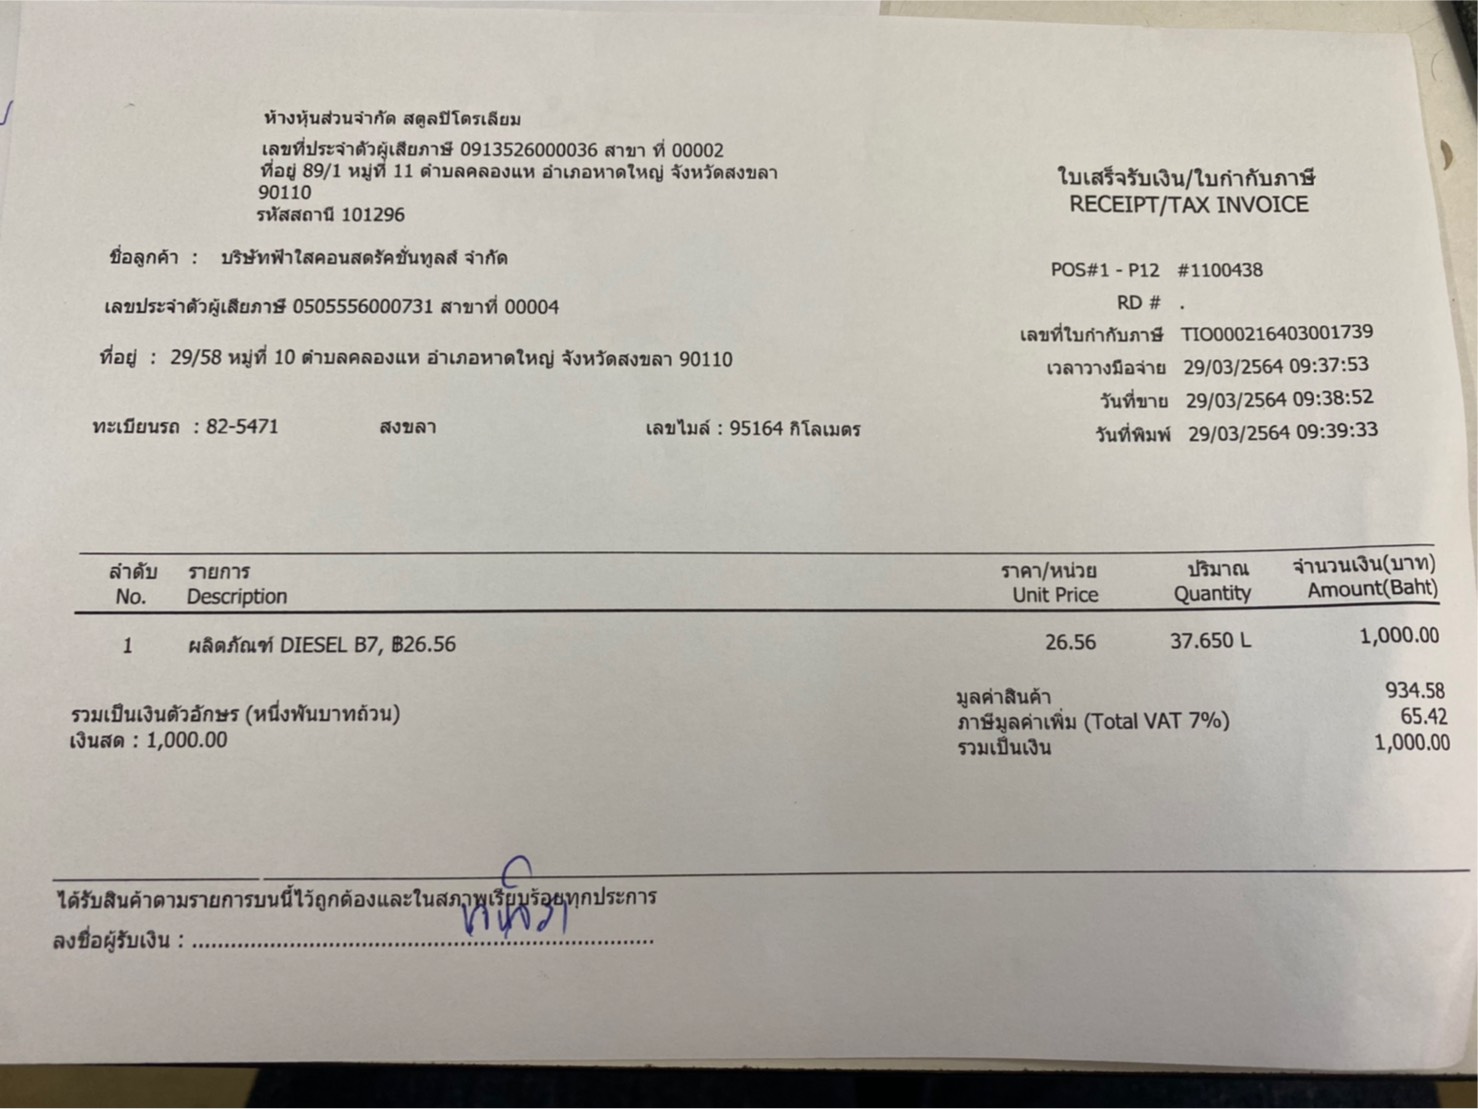 ห้างหุ้นส่วนจำกัด สตูลปิโตรเลียม
เลขที่ประจำตัวผู้เสียภาษี 0913526000036 สาขา ที่ 00002
ที่อยู่ 89/1 หมู่ที่ 11 ตำบลคลองแห อำเภอหาดใหญ่ จังหวัดสงขลา
90110
รหัสสถานี 101296
ใบเสร็จรับเงิน/ใบกำกับภาษี
RECEIPT/TAX INVOICE
ชื่อลูกค้า : บริษัทฟ้าใสคอนสตรัคชั่นทูลส์ จำกัด
POS#1 - P12 #1100438
RD # .
เลขประจำตัวผู้เสียภาษี 0505556000731 สาขาที่ 00004
เลขที่ใบกำกับภาษี TIO000216403001739
ที่อยู่ : 29/58 หมู่ที่ 10 ตำบลคลองแห อำเภอหาดใหญ่ จังหวัดสงขลา 90110
เวลาวางมือจ่าย 29/03/2564 09:37:53
วันที่ขาย 29/03/2564 09:38:52
ทะเบียนรถ : 82-5471 สงขลา เลขไมล์ : 95164 กิโลเมตร
วันที่พิมพ์ 29/03/2564 09:39:33
ลำดับ รายการ ราคา/หน่วย ปริมาณ จำนวนเงิน(บาท)
No. Description Unit Price Quantity Amount(Baht)
1 ผลิตภัณฑ์ DIESEL B7, ฿26.56 26.56 37.650 L 1,000.00
มูลค่าสินค้า 934.58
รวมเป็นเงินตัวอักษร (หนึ่งพันบาทถ้วน) ภาษีมูลค่าเพิ่ม (Total VAT 7%) 65.42
เงินสด : 1,000.00 รวมเป็นเงิน 1,000.00
ได้รับสินค้าตามรายการบนนี้ไว้ถูกต้องและในสภาพเรียบร้อยทุกประการ
ลงชื่อผู้รับเงิน : ........................................................................